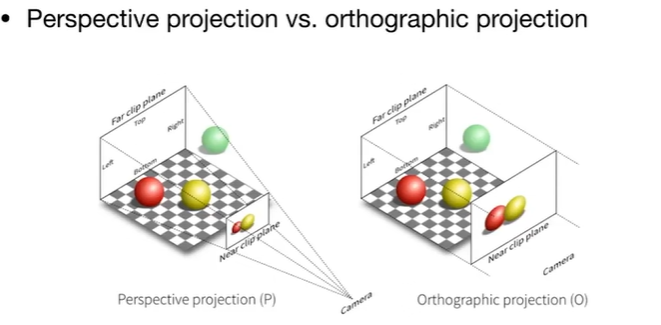 • Perspective projection vs. orthographic projection
Far clip plane
Top
Right
Left
Bottom
Near clip plane
Camera
Perspective projection (P)
Far clip plane
Top
Right
Left
Bottom
Near clip plane
Camera
Orthographic projection (O)